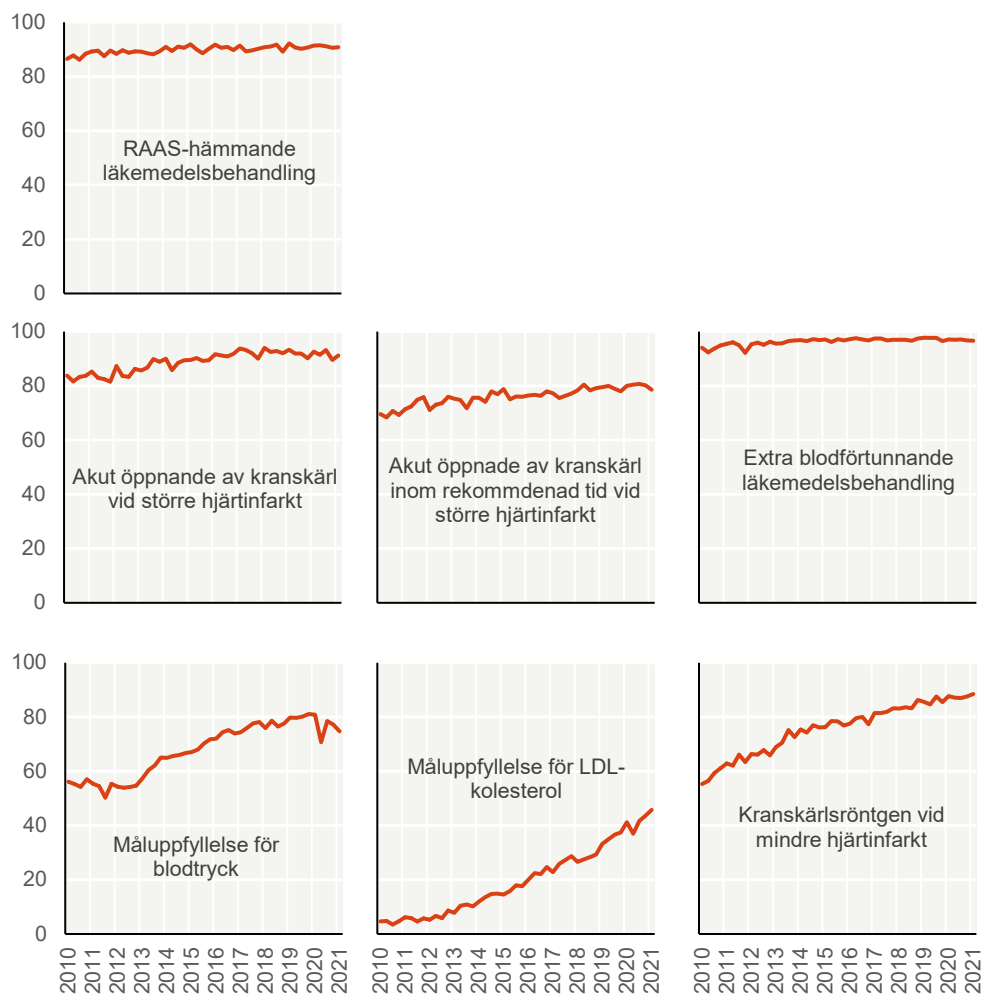 100
80
60
40
20
0
RAAS-hämmande
läkemedelsbehandling
100
80
60
40
20
0
Akut öppnande av kranskärl
vid större hjärtinfarkt
Akut öppnade av kranskärl
inom rekommdenad tid vid
större hjärtinfarkt
Extra blodförtunnande
läkemedelsbehandling
100
80
60
40
20
0
Måluppfyllelse för
blodtryck
Måluppfyllelse för LDL-
kolesterol
Kranskärlsröntgen vid
mindre hjärtinfarkt
2010 2011 2012 2013 2014 2015 2016 2017 2018 2019 2020 2021
2010 2011 2012 2013 2014 2015 2016 2017 2018 2019 2020 2021
2010 2011 2012 2013 2014 2015 2016 2017 2018 2019 2020 2021